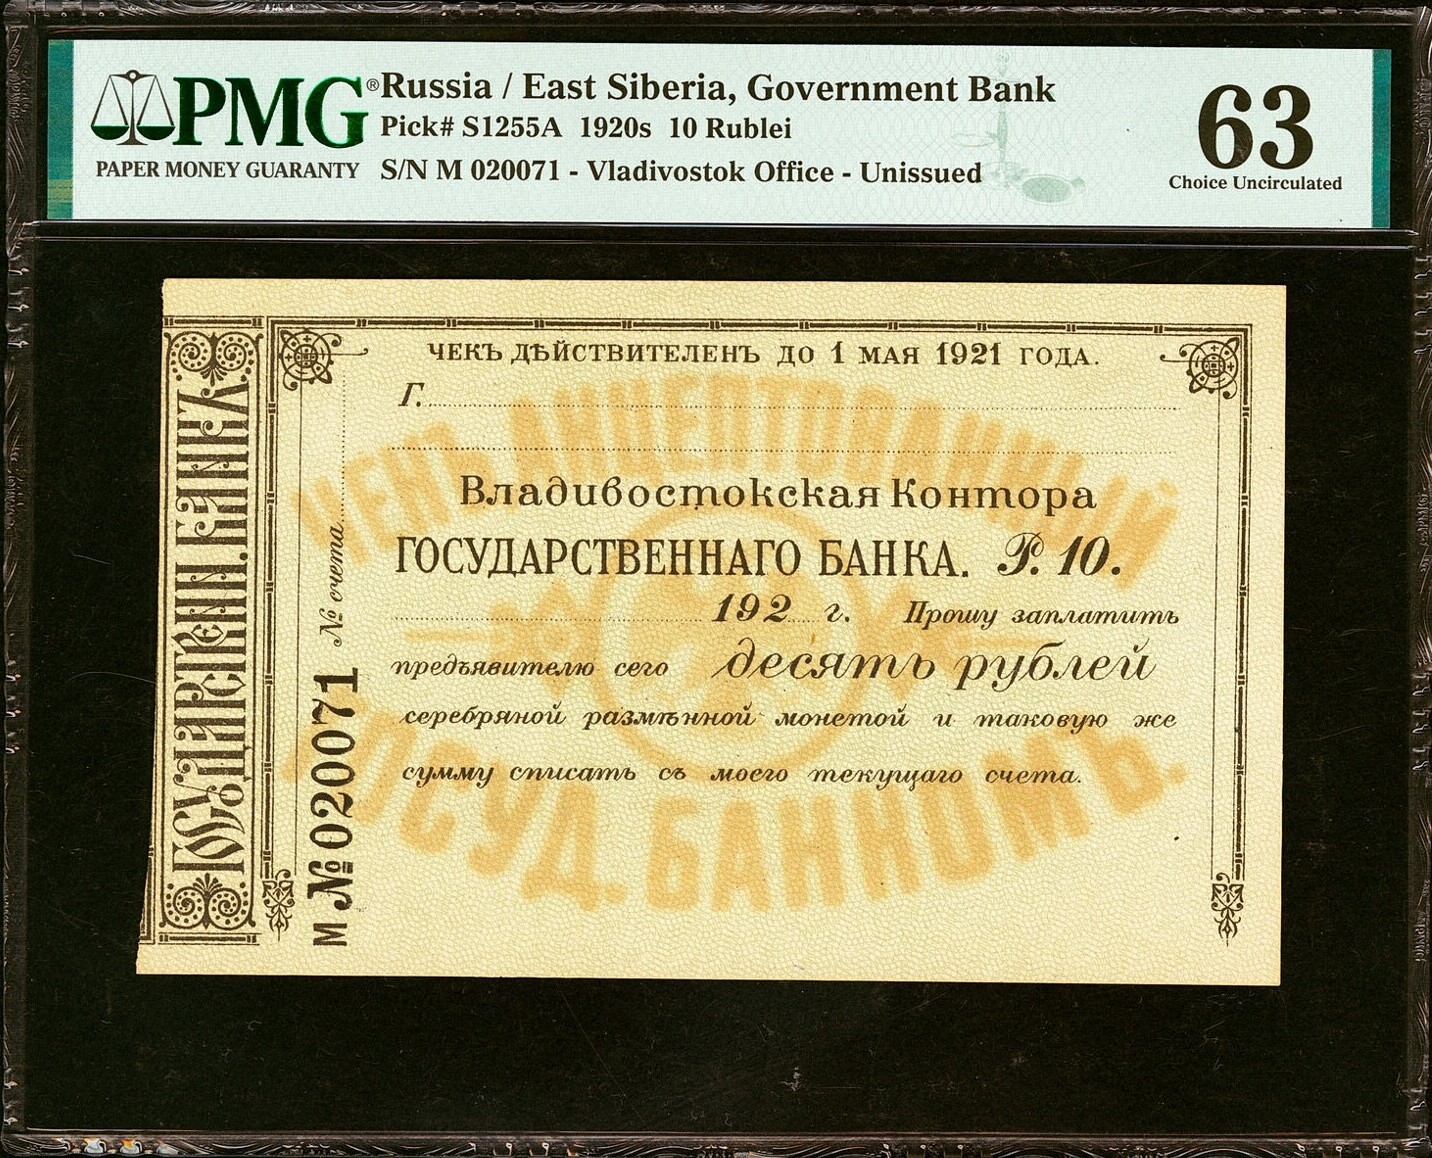 PMG®
PAPER MONEY GUARANTY
Russia / East Siberia, Government Bank
Pick# S1255A 1920s 10 Rublei
S/N M 020071 - Vladivostok Office - Unissued
63
Choice Uncirculated
ГОСУДАРСТВЕНН. БАНКЪ
М № 020071
№ счета
ЧЕКЪ ДѢЙСТВИТЕЛЕНЪ ДО 1 МАЯ 1921 ГОДА.
Г.
Владивостокская Контора
ГОСУДАРСТВЕННАГО БАНКА. Р. 10.
192 г. Прошу заплатить
предъявителю сего десять рублей
серебряной размѣнной монетой и таковую же
сумму списать съ моего текущаго счета.
ЧЕКЪ АКЦЕПТОВАННЫЙ
ГОСУД. БАНКОМЪ.